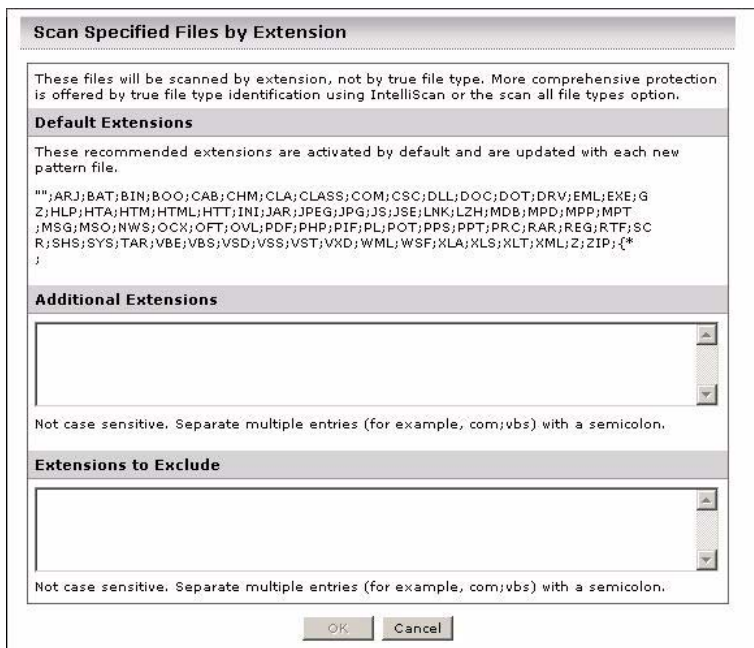 Scan Specified Files by Extension
These files will be scanned by extension, not by true file type. More comprehensive protection
is offered by true file type identification using IntelliScan or the scan all file types option.
Default Extensions
These recommended extensions are activated by default and are updated with each new
pattern file.
"";ARJ;BAT;BIN;BOO;CAB;CHM;CLA;CLASS;COM;CSC;DLL;DOC;DOT;DRV;EML;EXE;G
Z;HLP;HTA;HTM;HTML;HTT;INI;JAR;JPEG;JPG;JS;JSE;LNK;LZH;MDB;MPD;MPP;MPT
;MSG;MSO;NWS;OCX;OFT;OVL;PDF;PHP;PIF;PL;POT;PPS;PPT;PRC;RAR;REG;RTF;SC
R;SHS;SYS;TAR;VBE;VBS;VSD;VSS;VST;VXD;WML;WSF;XLA;XLS;XLT;XML;Z;ZIP;{*
;
Additional Extensions
Not case sensitive. Separate multiple entries (for example, com;vbs) with a semicolon.
Extensions to Exclude
Not case sensitive. Separate multiple entries (for example, com;vbs) with a semicolon.
OK Cancel